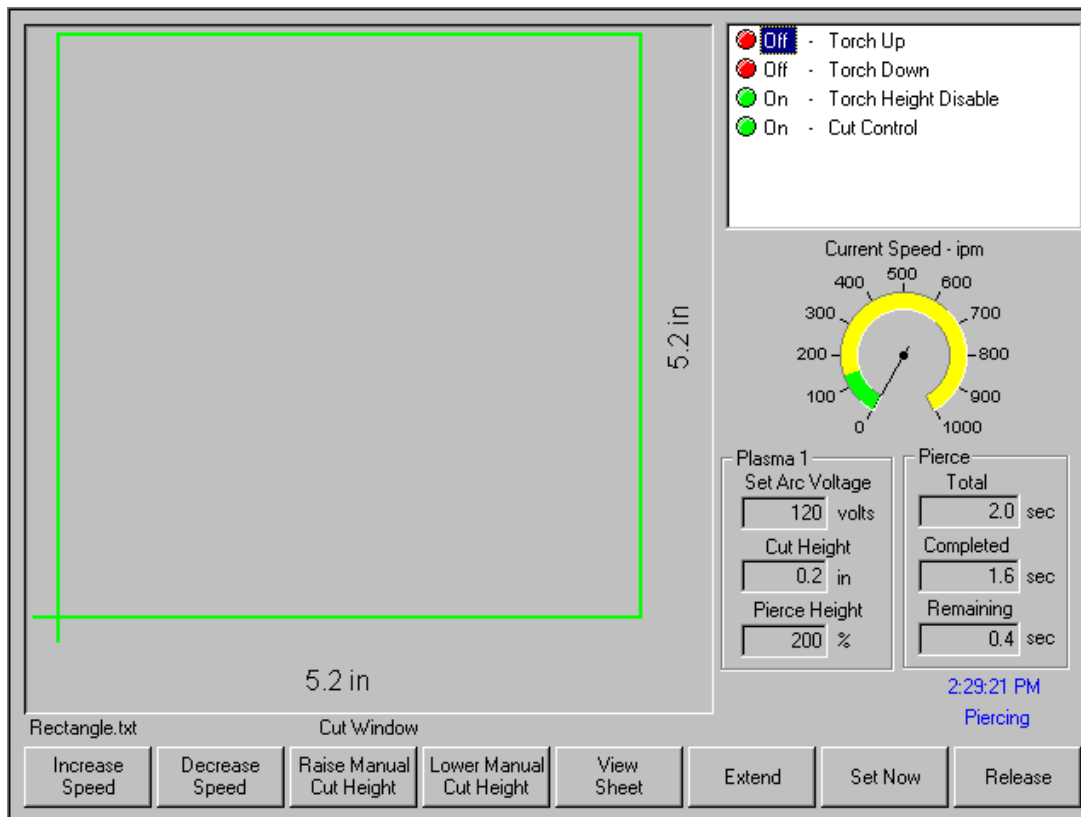 Off - Torch Up
Off - Torch Down
On - Torch Height Disable
On - Cut Control
5.2 in
5.2 in
Current Speed - ipm
0
100
200
300
400
500
600
700
800
900
1000
Plasma 1
Set Arc Voltage
120 volts
Cut Height
0.2 in
Pierce Height
200 %
Pierce
Total
2.0 sec
Completed
1.6 sec
Remaining
0.4 sec
2:29:21 PM
Piercing
Rectangle.txt
Cut Window
Increase
Speed
Decrease
Speed
Raise Manual
Cut Height
Lower Manual
Cut Height
View
Sheet
Extend
Set Now
Release